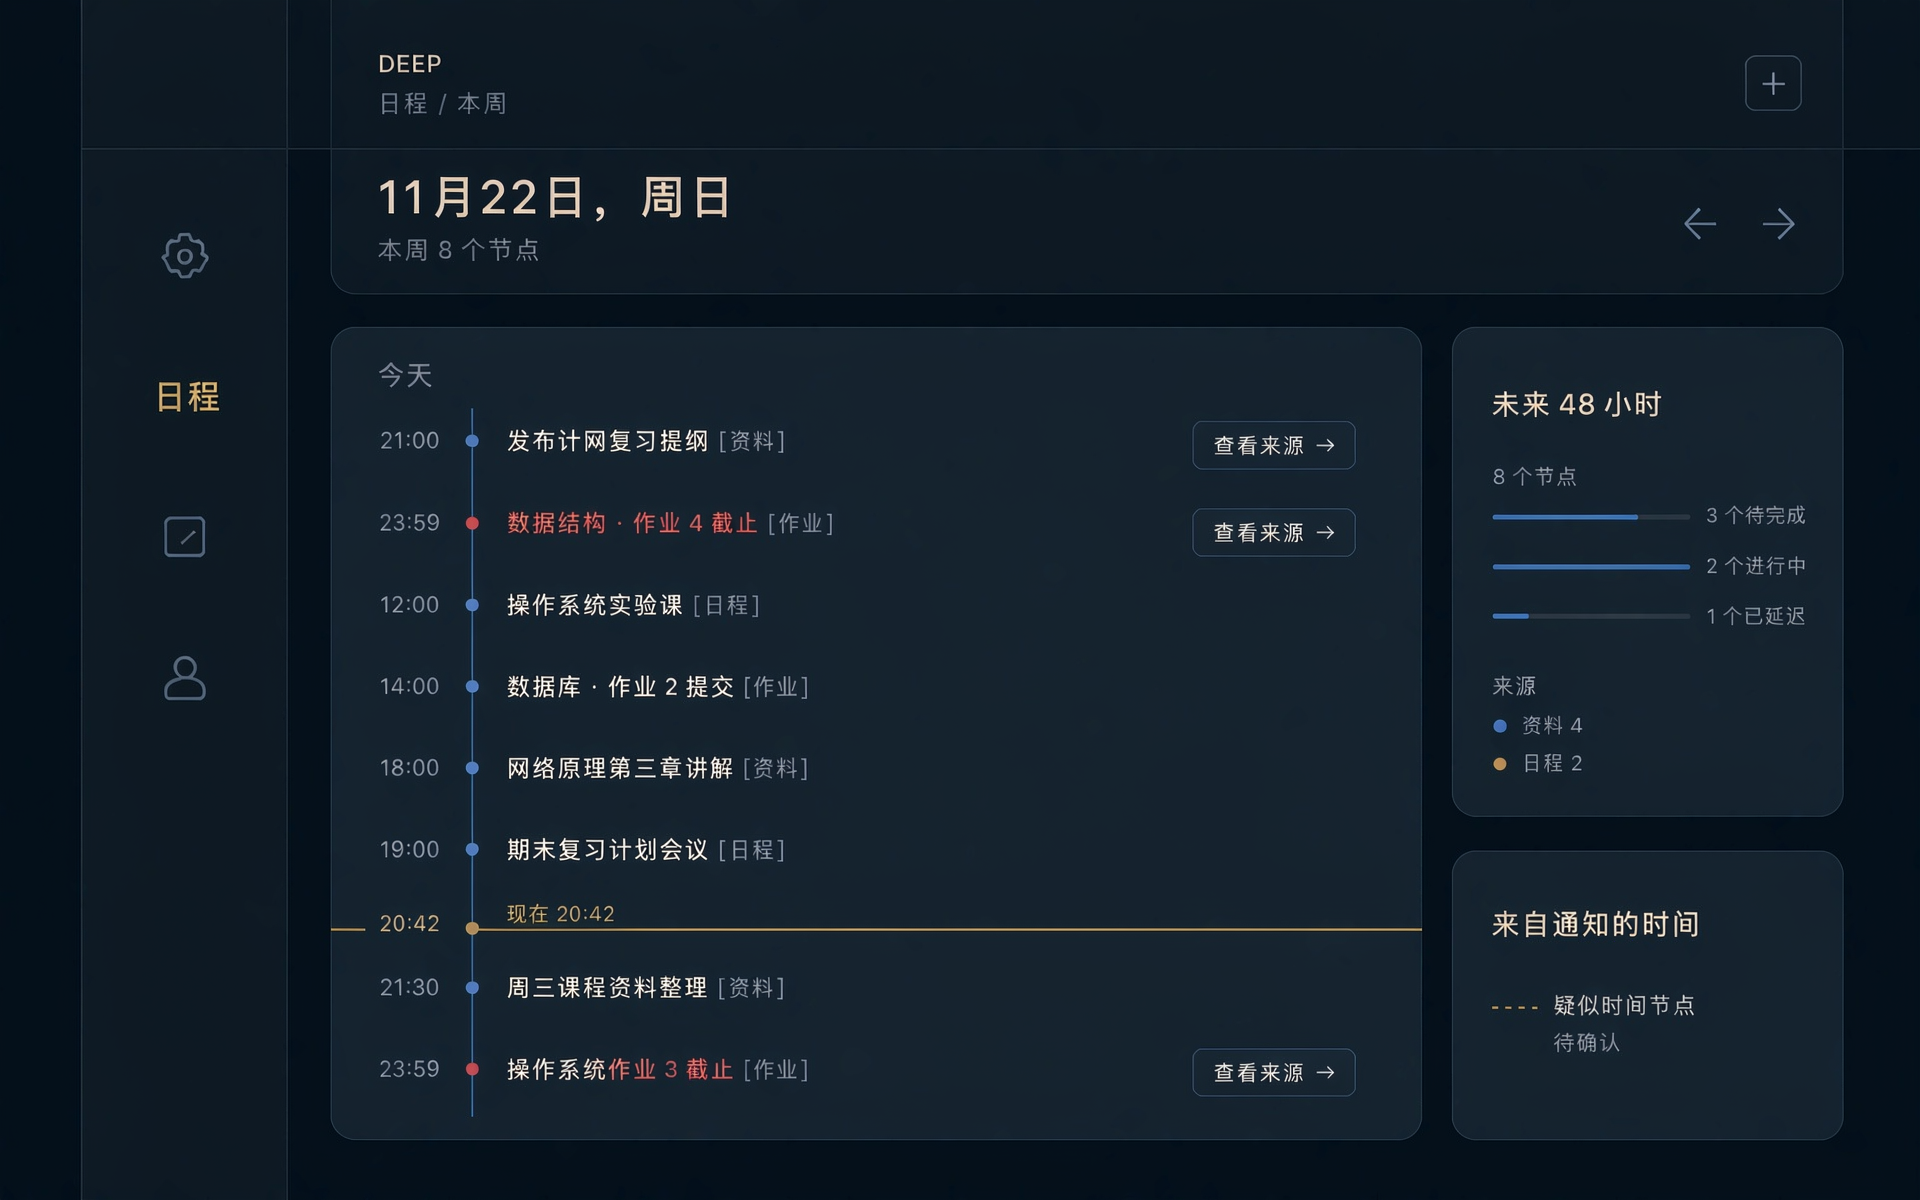 DEEP
日程 / 本周
11月22日，周日
本周 8 个节点
日程
今天
21:00 发布计网复习提纲 [资料] 查看来源 →
23:59 数据结构 · 作业 4 截止 [作业] 查看来源 →
12:00 操作系统实验课 [日程]
14:00 数据库 · 作业 2 提交 [作业]
18:00 网络原理第三章讲解 [资料]
19:00 期末复习计划会议 [日程]
20:42 现在 20:42
21:30 周三课程资料整理 [资料]
23:59 操作系统作业 3 截止 [作业] 查看来源 →
未来 48 小时
8 个节点
3 个待完成
2 个进行中
1 个已延迟
来源
资料 4
日程 2
来自通知的时间
疑似时间节点
待确认